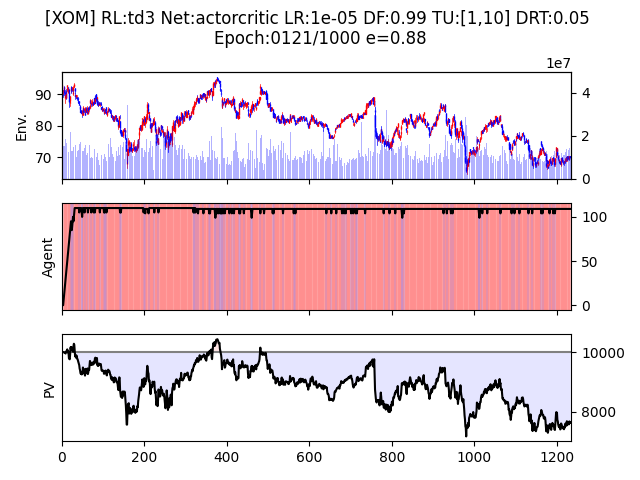 [XOM] RL:td3 Net:actorcritic LR:1e-05 DF:0.99 TU:[1,10] DRT:0.05
Epoch:0121/1000 e=0.88
1e7
Env.
90
80
70
4
2
0
Agent
100
50
0
PV
10000
8000
0 200 400 600 800 1000 1200